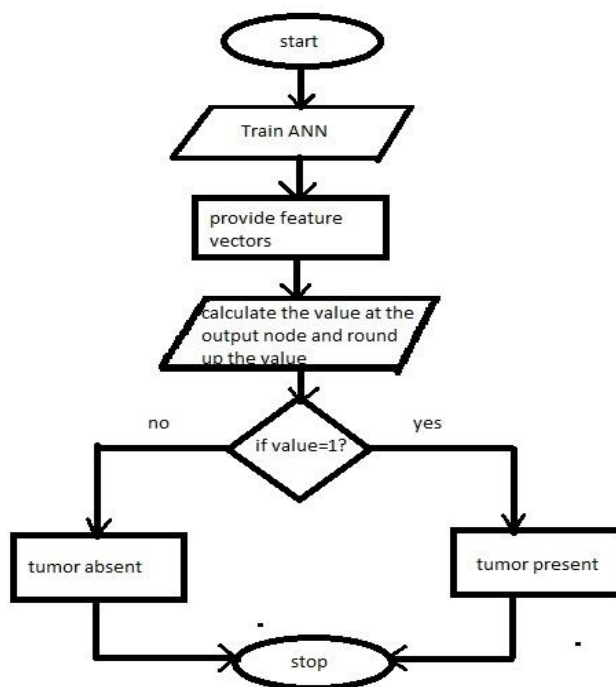 start
Train ANN
provide feature
vectors
calculate the value at the
output node and round
up the value
no
if value=1?
yes
tumor absent
tumor present
stop